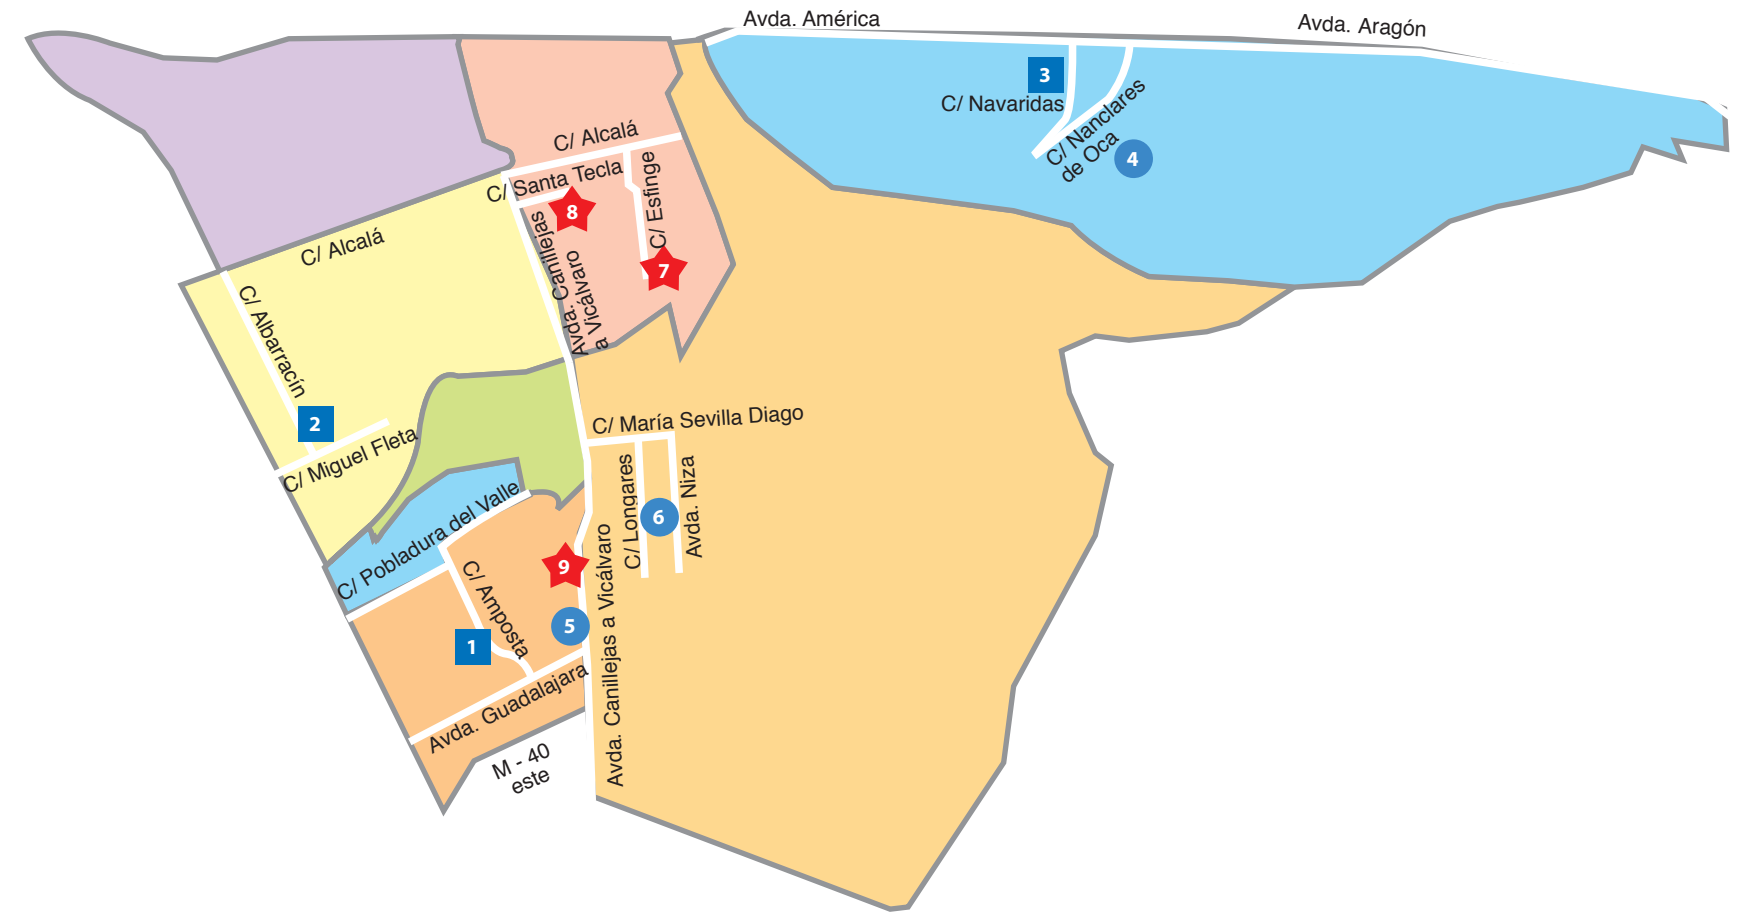 Avda. América
Avda. Aragón
3
C/ Navaridas
C/ Nanclares
de Oca
4
C/ Alcalá
C/ Santa Tecla
C/ Esfinge
8
7
Avda. Canillejas
a Vicálvaro
C/ Alcalá
C/ Albarracín
2
C/ Miguel Fleta
C/ María Sevilla Diago
C/ Longares
6
Avda. Niza
C/ Pobladura del Valle
C/ Amposta
9
5
1
Avda. Canillejas a Vicálvaro
Avda. Guadalajara
M - 40
este